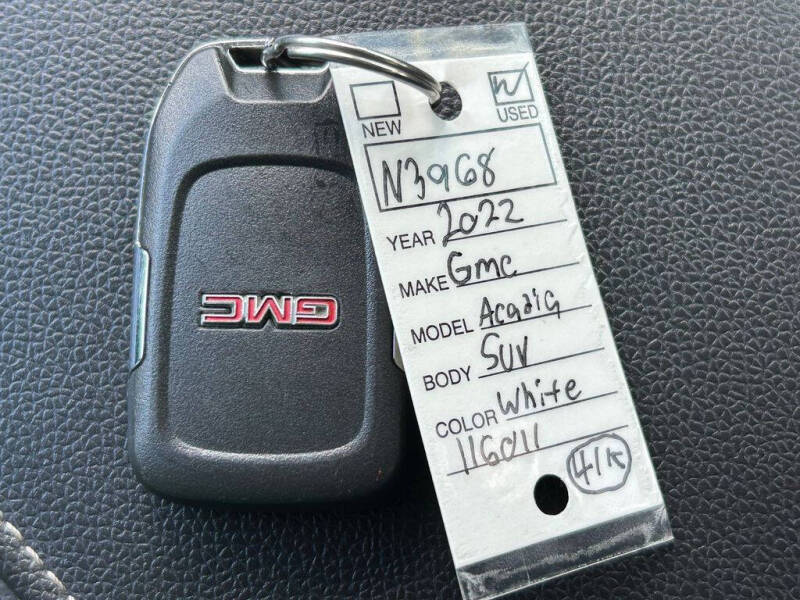 GMC
NEW
USED
N3968
YEAR 2022
MAKE Gmc
MODEL Acadia
BODY SUV
COLOR White
116011
41K